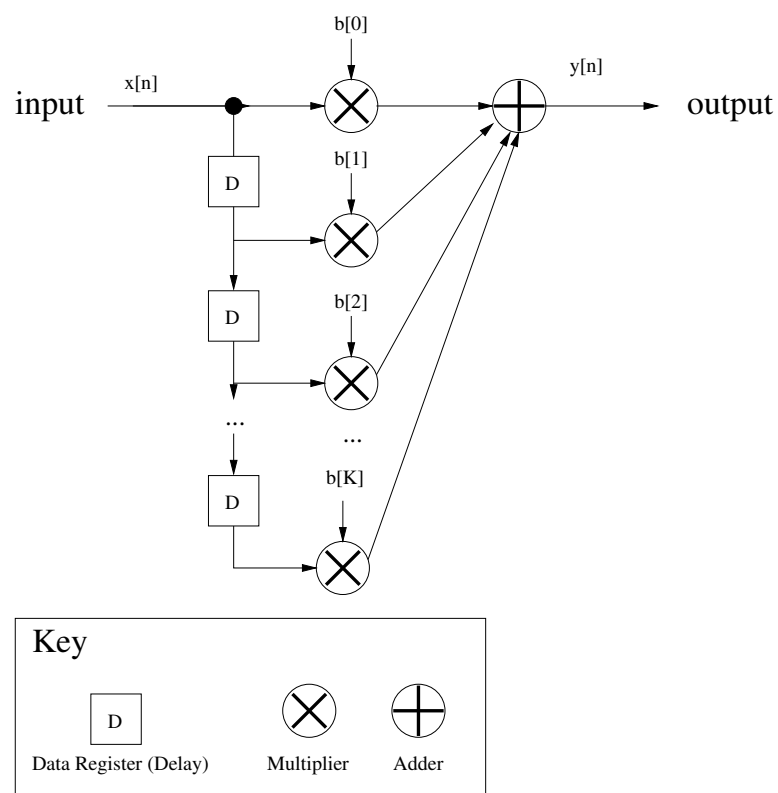 b[0]
x[n]
y[n]
input
output
D
b[1]
D
b[2]
...
...
D
b[K]
Key
D
Data Register (Delay)
Multiplier
Adder